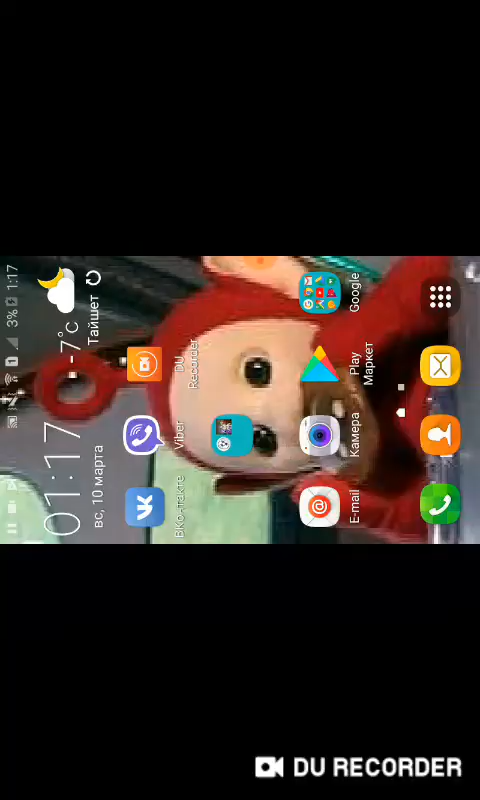 3% 1:17
01:17
вс, 10 марта
-7°C
Тайшет
ВКонтакте
Viber
DU
Recorder
E-mail
Камера
Play
Маркет
Google
DU RECORDER